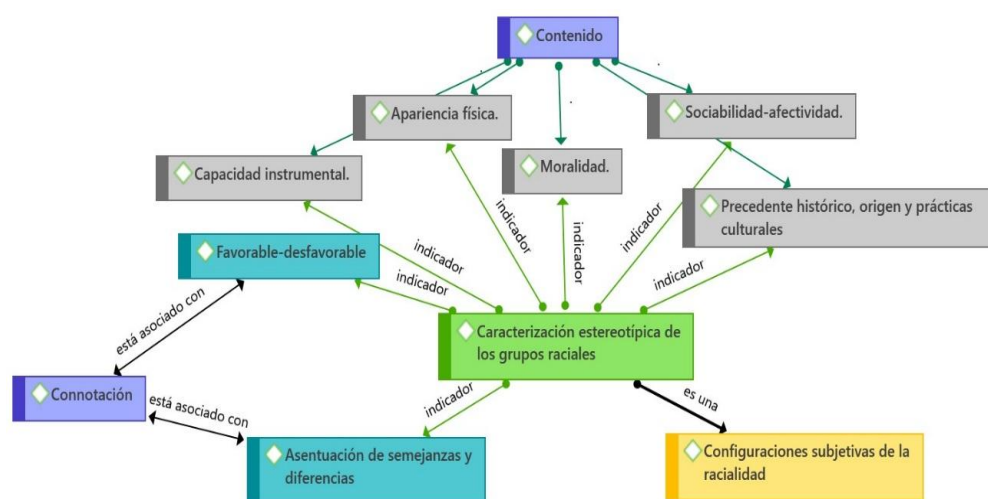 Contenido
Apariencia física.
Sociabilidad-afectividad.
Capacidad instrumental.
Moralidad.
Precedente histórico, origen y prácticas
culturales
indicador
indicador
indicador
indicador
indicador
indicador
Favorable-desfavorable
está asociado con
Caracterización estereotípica de
los grupos raciales
Connotación
está asociado con
indicador
es una
Asentuación de semejanzas y
diferencias
Configuraciones subjetivas de la
racialidad